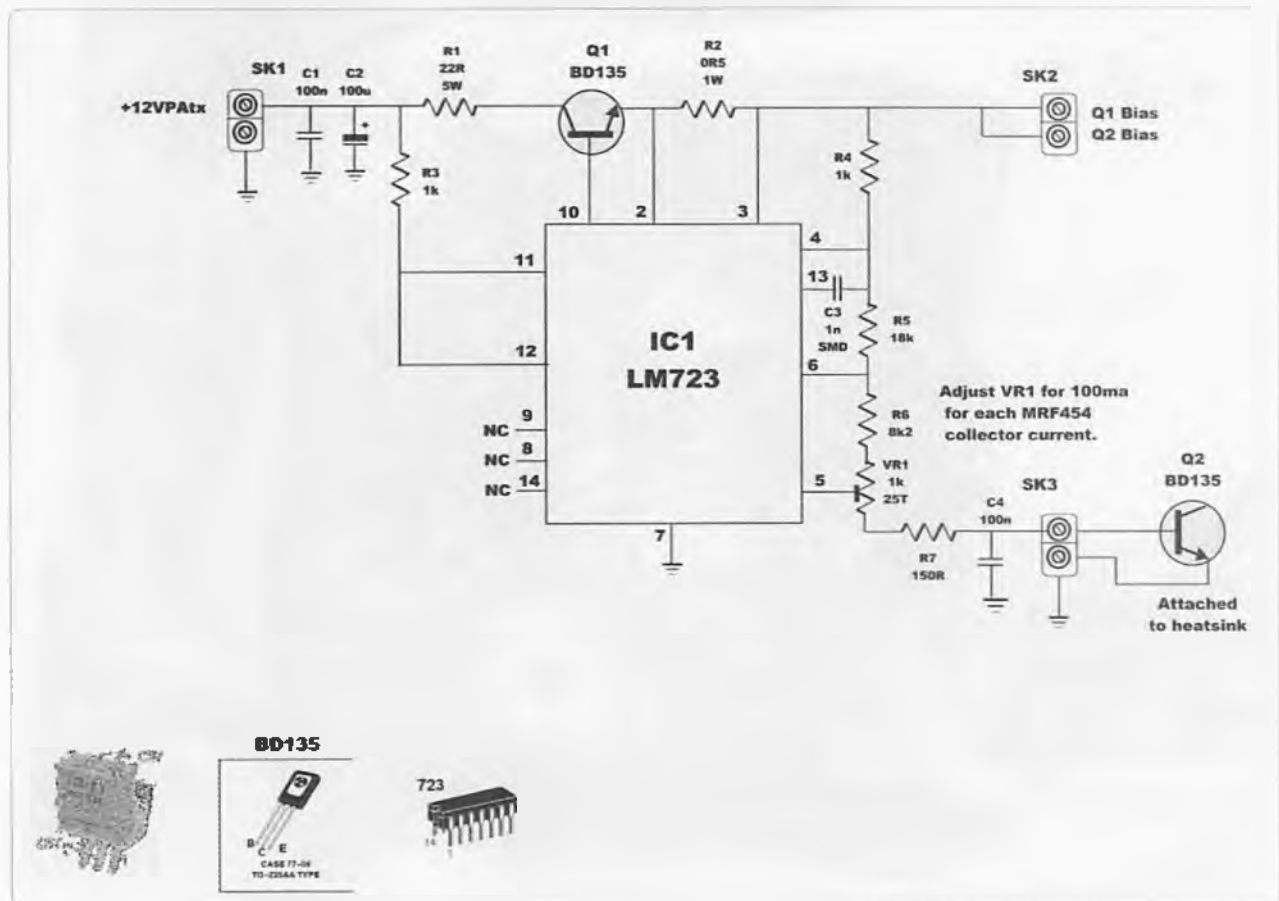 SK1
+12VPAtx
C1
100n
C2
100u
+
R1
22R
5W
Q1
BD135
R2
0R5
1W
SK2
Q1 Bias
Q2 Bias
R3
1k
R4
1k
10
2
3
4
11
13
C3
1n
SMD
R5
18k
IC1
LM723
12
6
Adjust VR1 for 100ma
for each MRF454
collector current.
R6
8k2
NC 9
NC 8
NC 14
VR1
1k
25T
5
7
R7
150R
C4
100n
SK3
Q2
BD135
Attached
to heatsink
BD135
B
C
E
TO-225AA TYPE
723
14
1